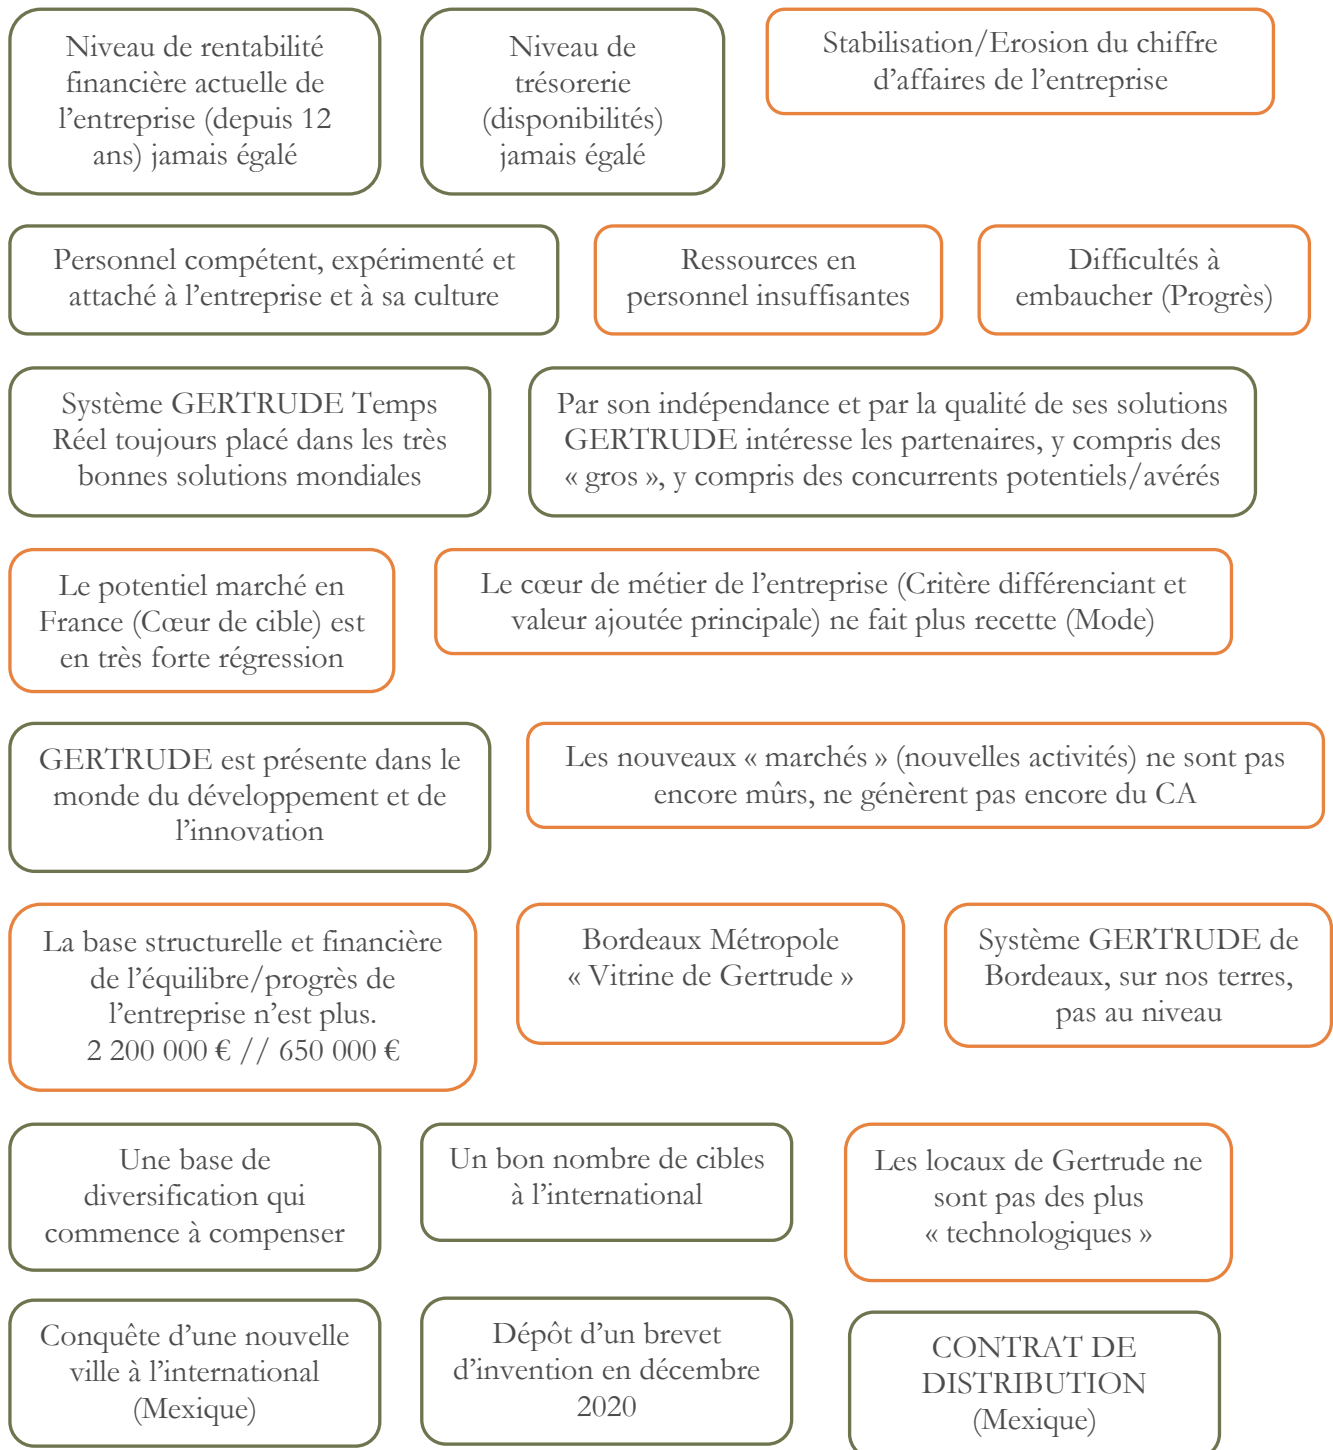 Niveau de rentabilité
financière actuelle de
l'entreprise (depuis 12
ans) jamais égalé
Niveau de
trésorerie
(disponibilités)
jamais égalé
Stabilisation/Erosion du chiffre
d'affaires de l'entreprise
Personnel compétent, expérimenté et
attaché à l'entreprise et à sa culture
Ressources en
personnel insuffisantes
Difficultés à
embaucher (Progrès)
Système GERTRUDE Temps
Réel toujours placé dans les très
bonnes solutions mondiales
Par son indépendance et par la qualité de ses solutions
GERTRUDE intéresse les partenaires, y compris des
« gros », y compris des concurrents potentiels/avérés
Le potentiel marché en
France (Cœur de cible) est
en très forte régression
Le cœur de métier de l'entreprise (Critère différenciant et
valeur ajoutée principale) ne fait plus recette (Mode)
GERTRUDE est présente dans le
monde du développement et de
l'innovation
Les nouveaux « marchés » (nouvelles activités) ne sont pas
encore mûrs, ne génèrent pas encore du CA
La base structurelle et financière
de l'équilibre/progrès de
l'entreprise n'est plus.
2 200 000 € // 650 000 €
Bordeaux Métropole
« Vitrine de Gertrude »
Système GERTRUDE de
Bordeaux, sur nos terres,
pas au niveau
Une base de
diversification qui
commence à compenser
Un bon nombre de cibles
à l'international
Les locaux de Gertrude ne
sont pas des plus
« technologiques »
Conquête d'une nouvelle
ville à l'international
(Mexique)
Dépôt d'un brevet
d'invention en décembre
2020
CONTRAT DE
DISTRIBUTION
(Mexique)